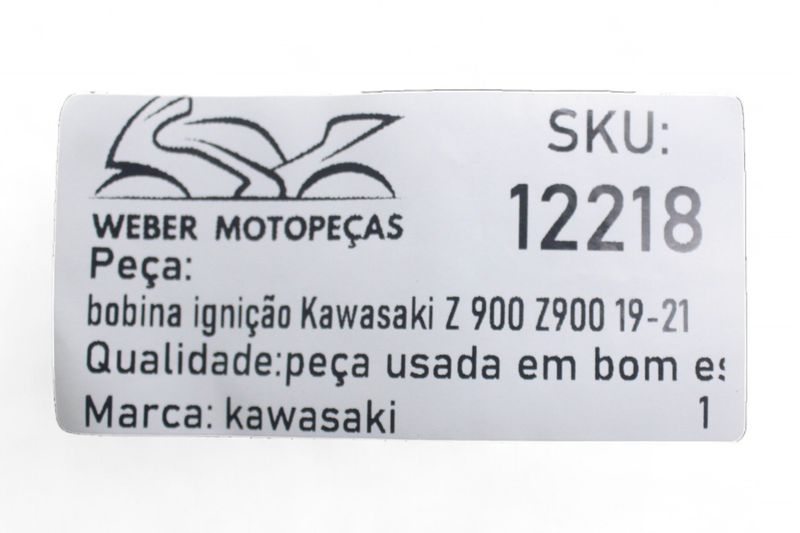 WEBER MOTOPEÇAS
SKU:
12218
Peça:
bobina ignição Kawasaki Z 900 Z900 19-21
Qualidade:peça usada em bom
Marca: kawasaki
1